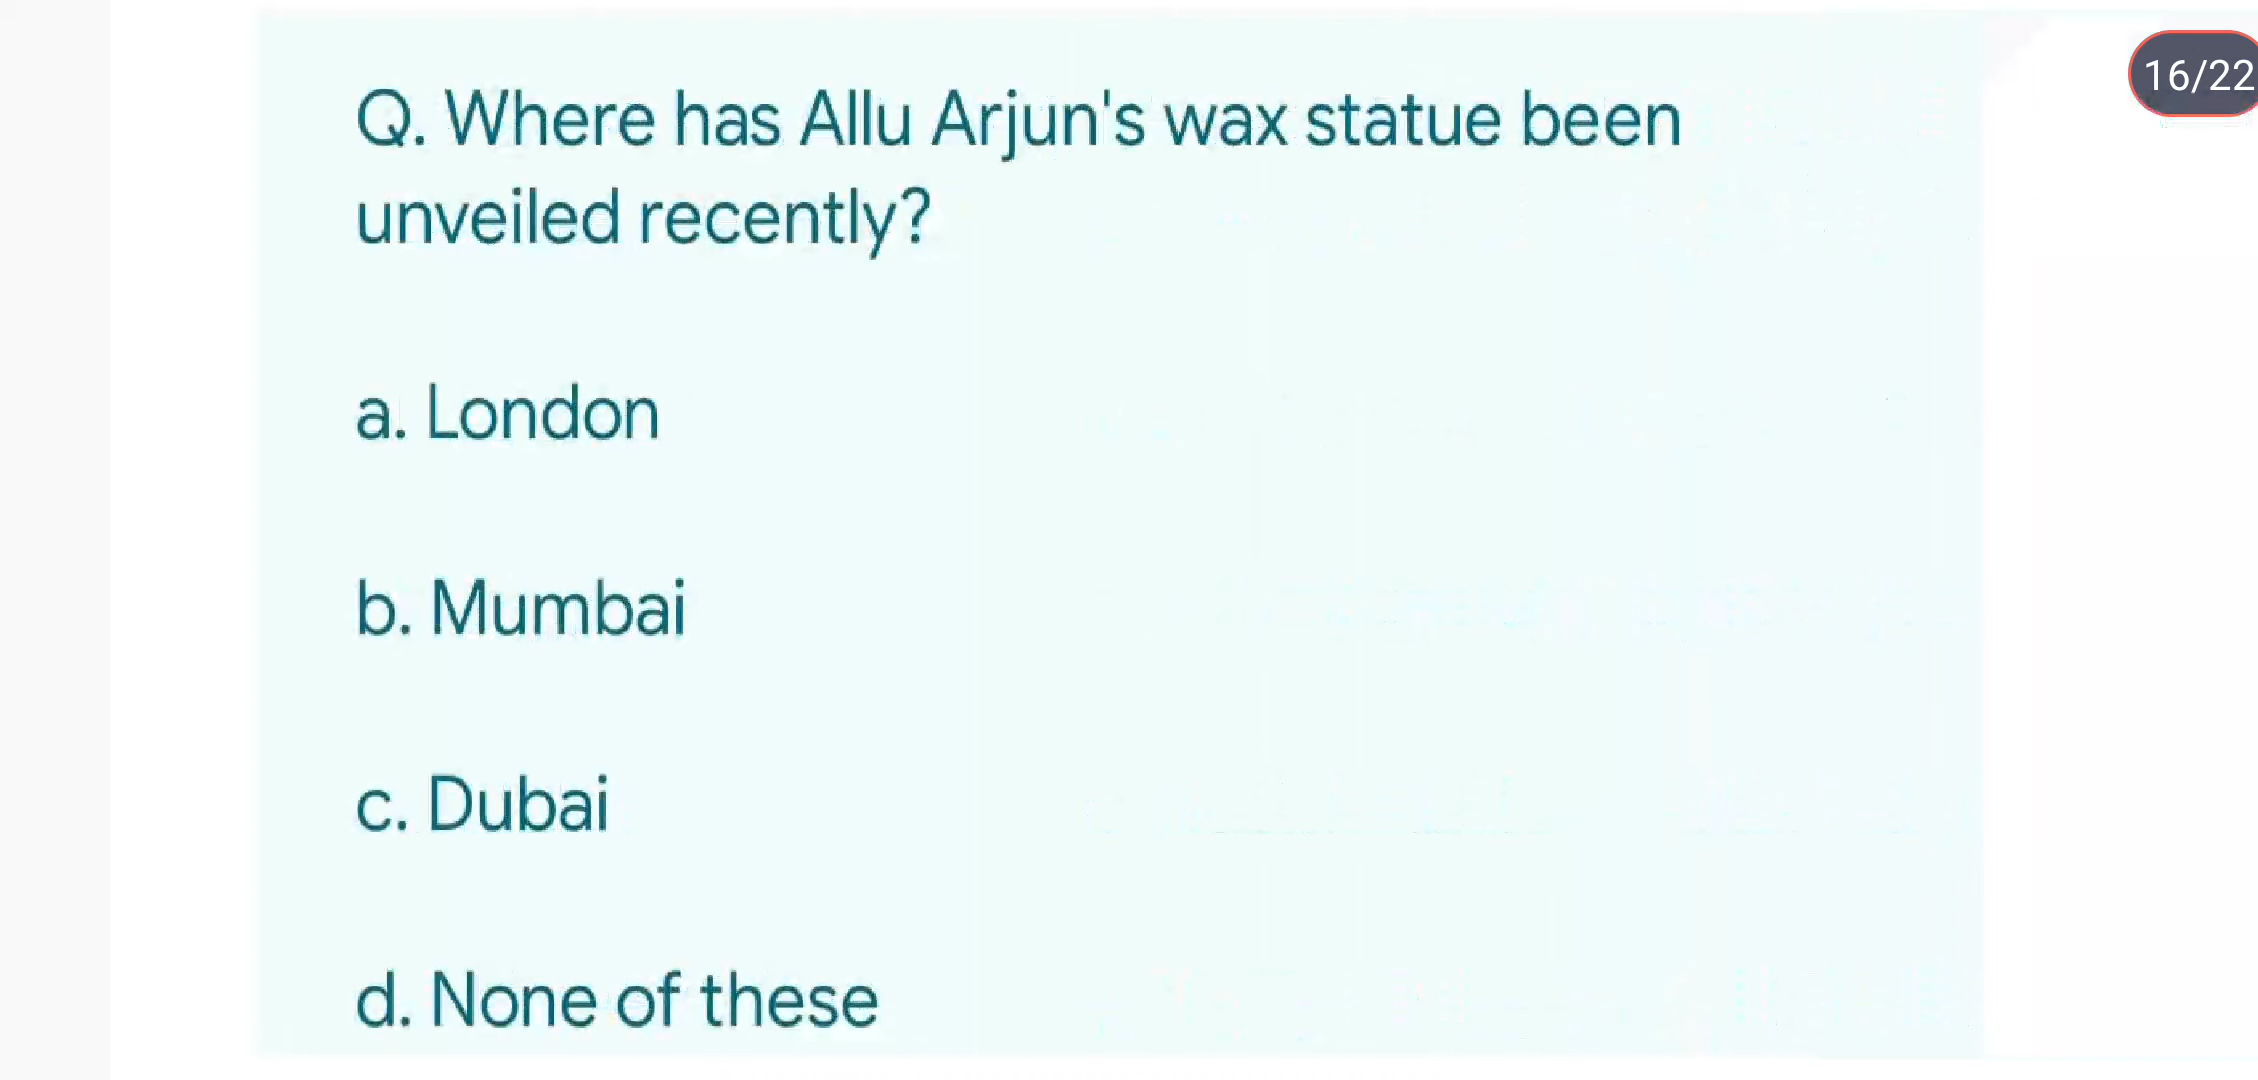 16/22
Q. Where has Allu Arjun's wax statue been
unveiled recently?
a. London
b. Mumbai
c. Dubai
d. None of these